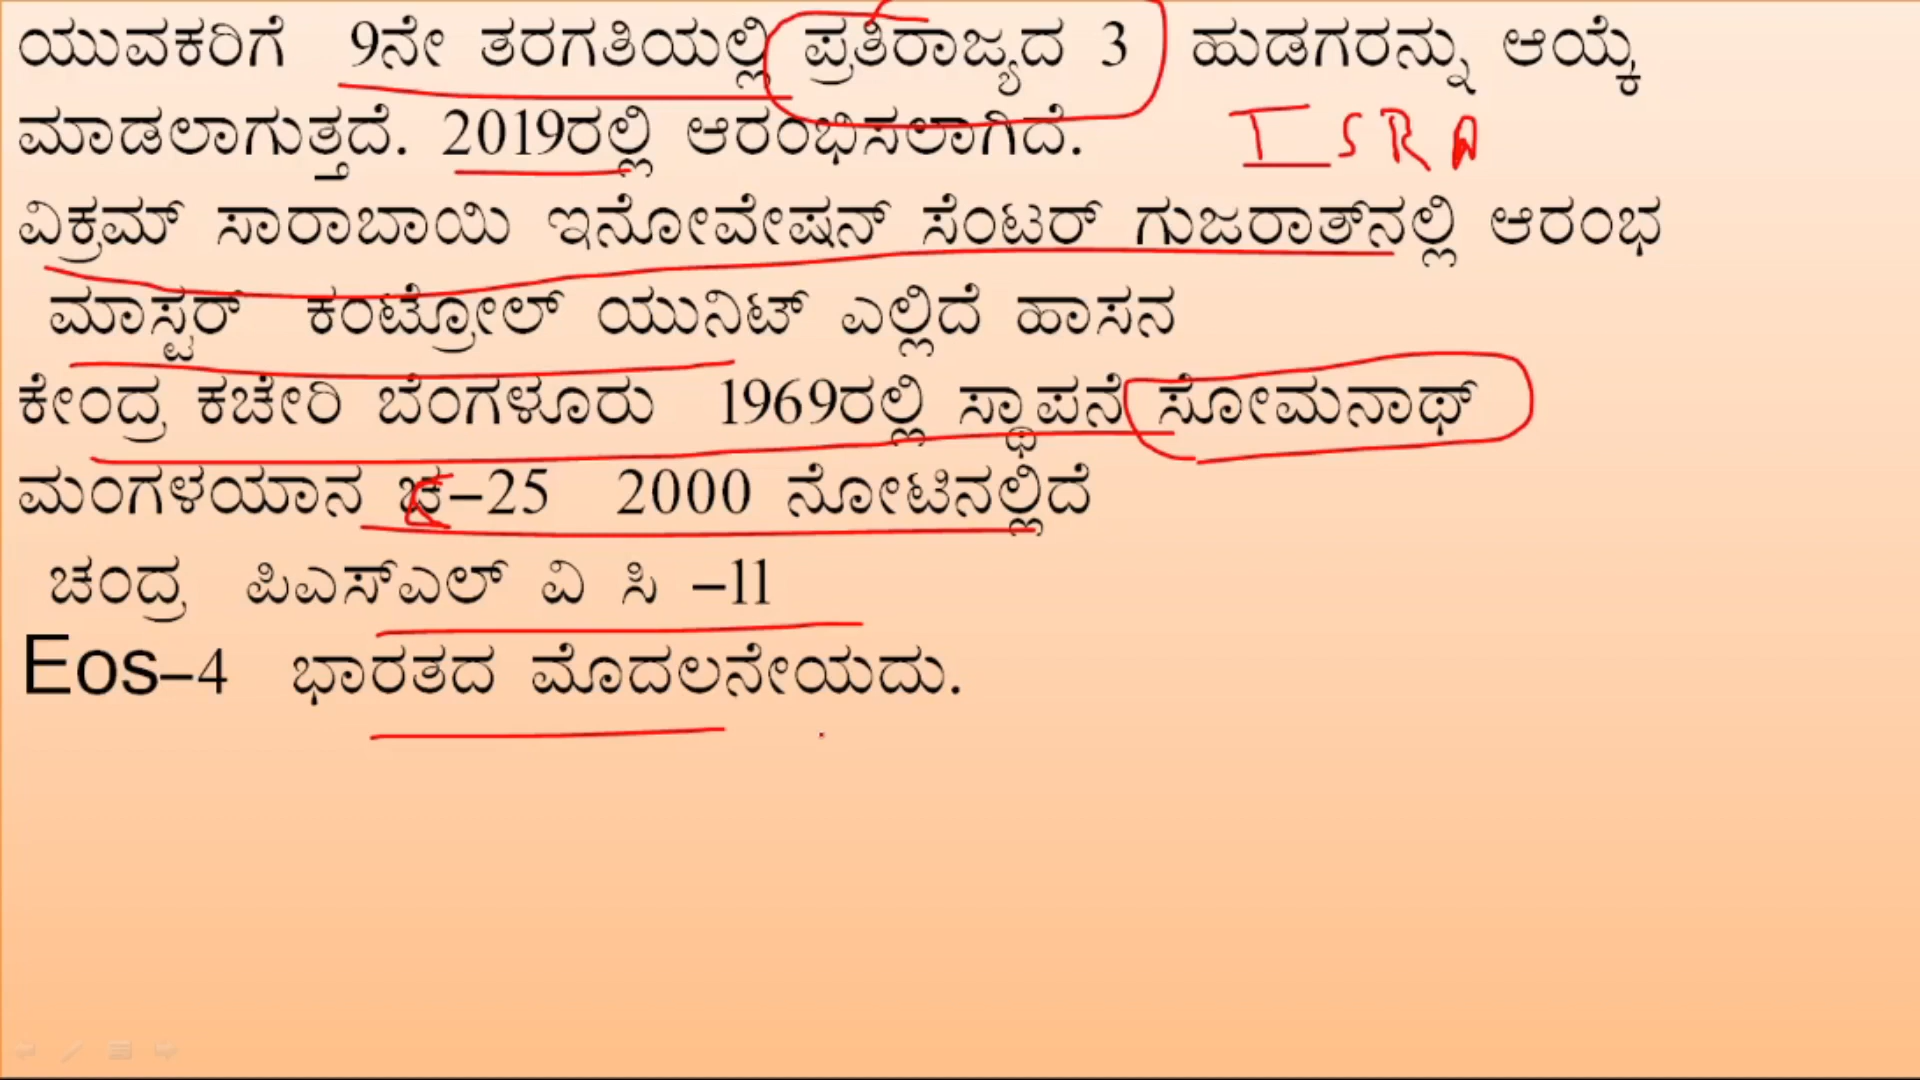 ಯುವಕರಿಗೆ 9ನೇ ತರಗತಿಯಲ್ಲಿ ಪ್ರತಿರಾಜ್ಯದ 3 ಹುಡಗರನ್ನು ಆಯ್ಕೆ
ಮಾಡಲಾಗುತ್ತದೆ. 2019ರಲ್ಲಿ ಆರಂಭಿಸಲಾಗಿದೆ. ISRO
ವಿಕ್ರಮ್ ಸಾರಾಬಾಯಿ ಇನೋವೇಷನ್ ಸೆಂಟರ್ ಗುಜರಾತ್‌ನಲ್ಲಿ ಆರಂಭ
ಮಾಸ್ಟರ್ ಕಂಟ್ರೋಲ್ ಯುನಿಟ್ ಎಲ್ಲಿದೆ ಹಾಸನ
ಕೇಂದ್ರ ಕಚೇರಿ ಬೆಂಗಳೂರು 1969ರಲ್ಲಿ ಸ್ಥಾಪನೆ ಸೋಮನಾಥ್
ಮಂಗಳಯಾನ –25 2000 ನೋಟಿನಲ್ಲಿದೆ
ಚಂದ್ರ ಪಿಎಸ್‌ಎಲ್ ವಿ ಸಿ –11
Eos–4 ಭಾರತದ ಮೊದಲನೇಯದು.